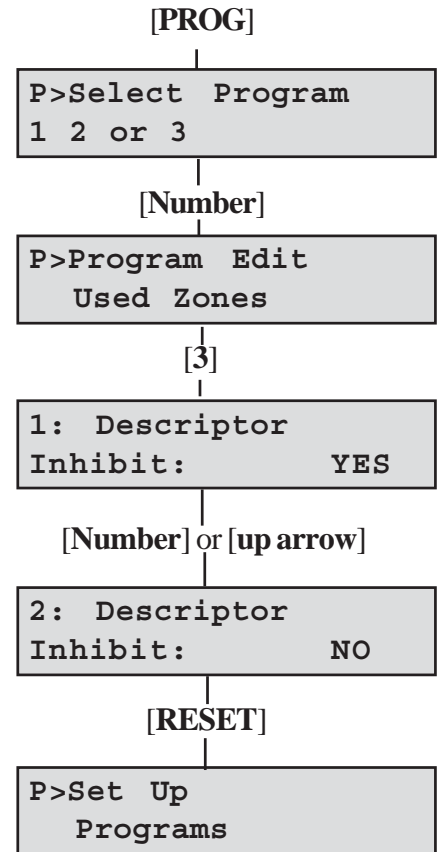 [PROG]
P>Select Program
1 2 or 3
[Number]
P>Program Edit
Used Zones
[3]
1: Descriptor
Inhibit: YES
[Number] or [up arrow]
2: Descriptor
Inhibit: NO
[RESET]
P>Set Up
Programs